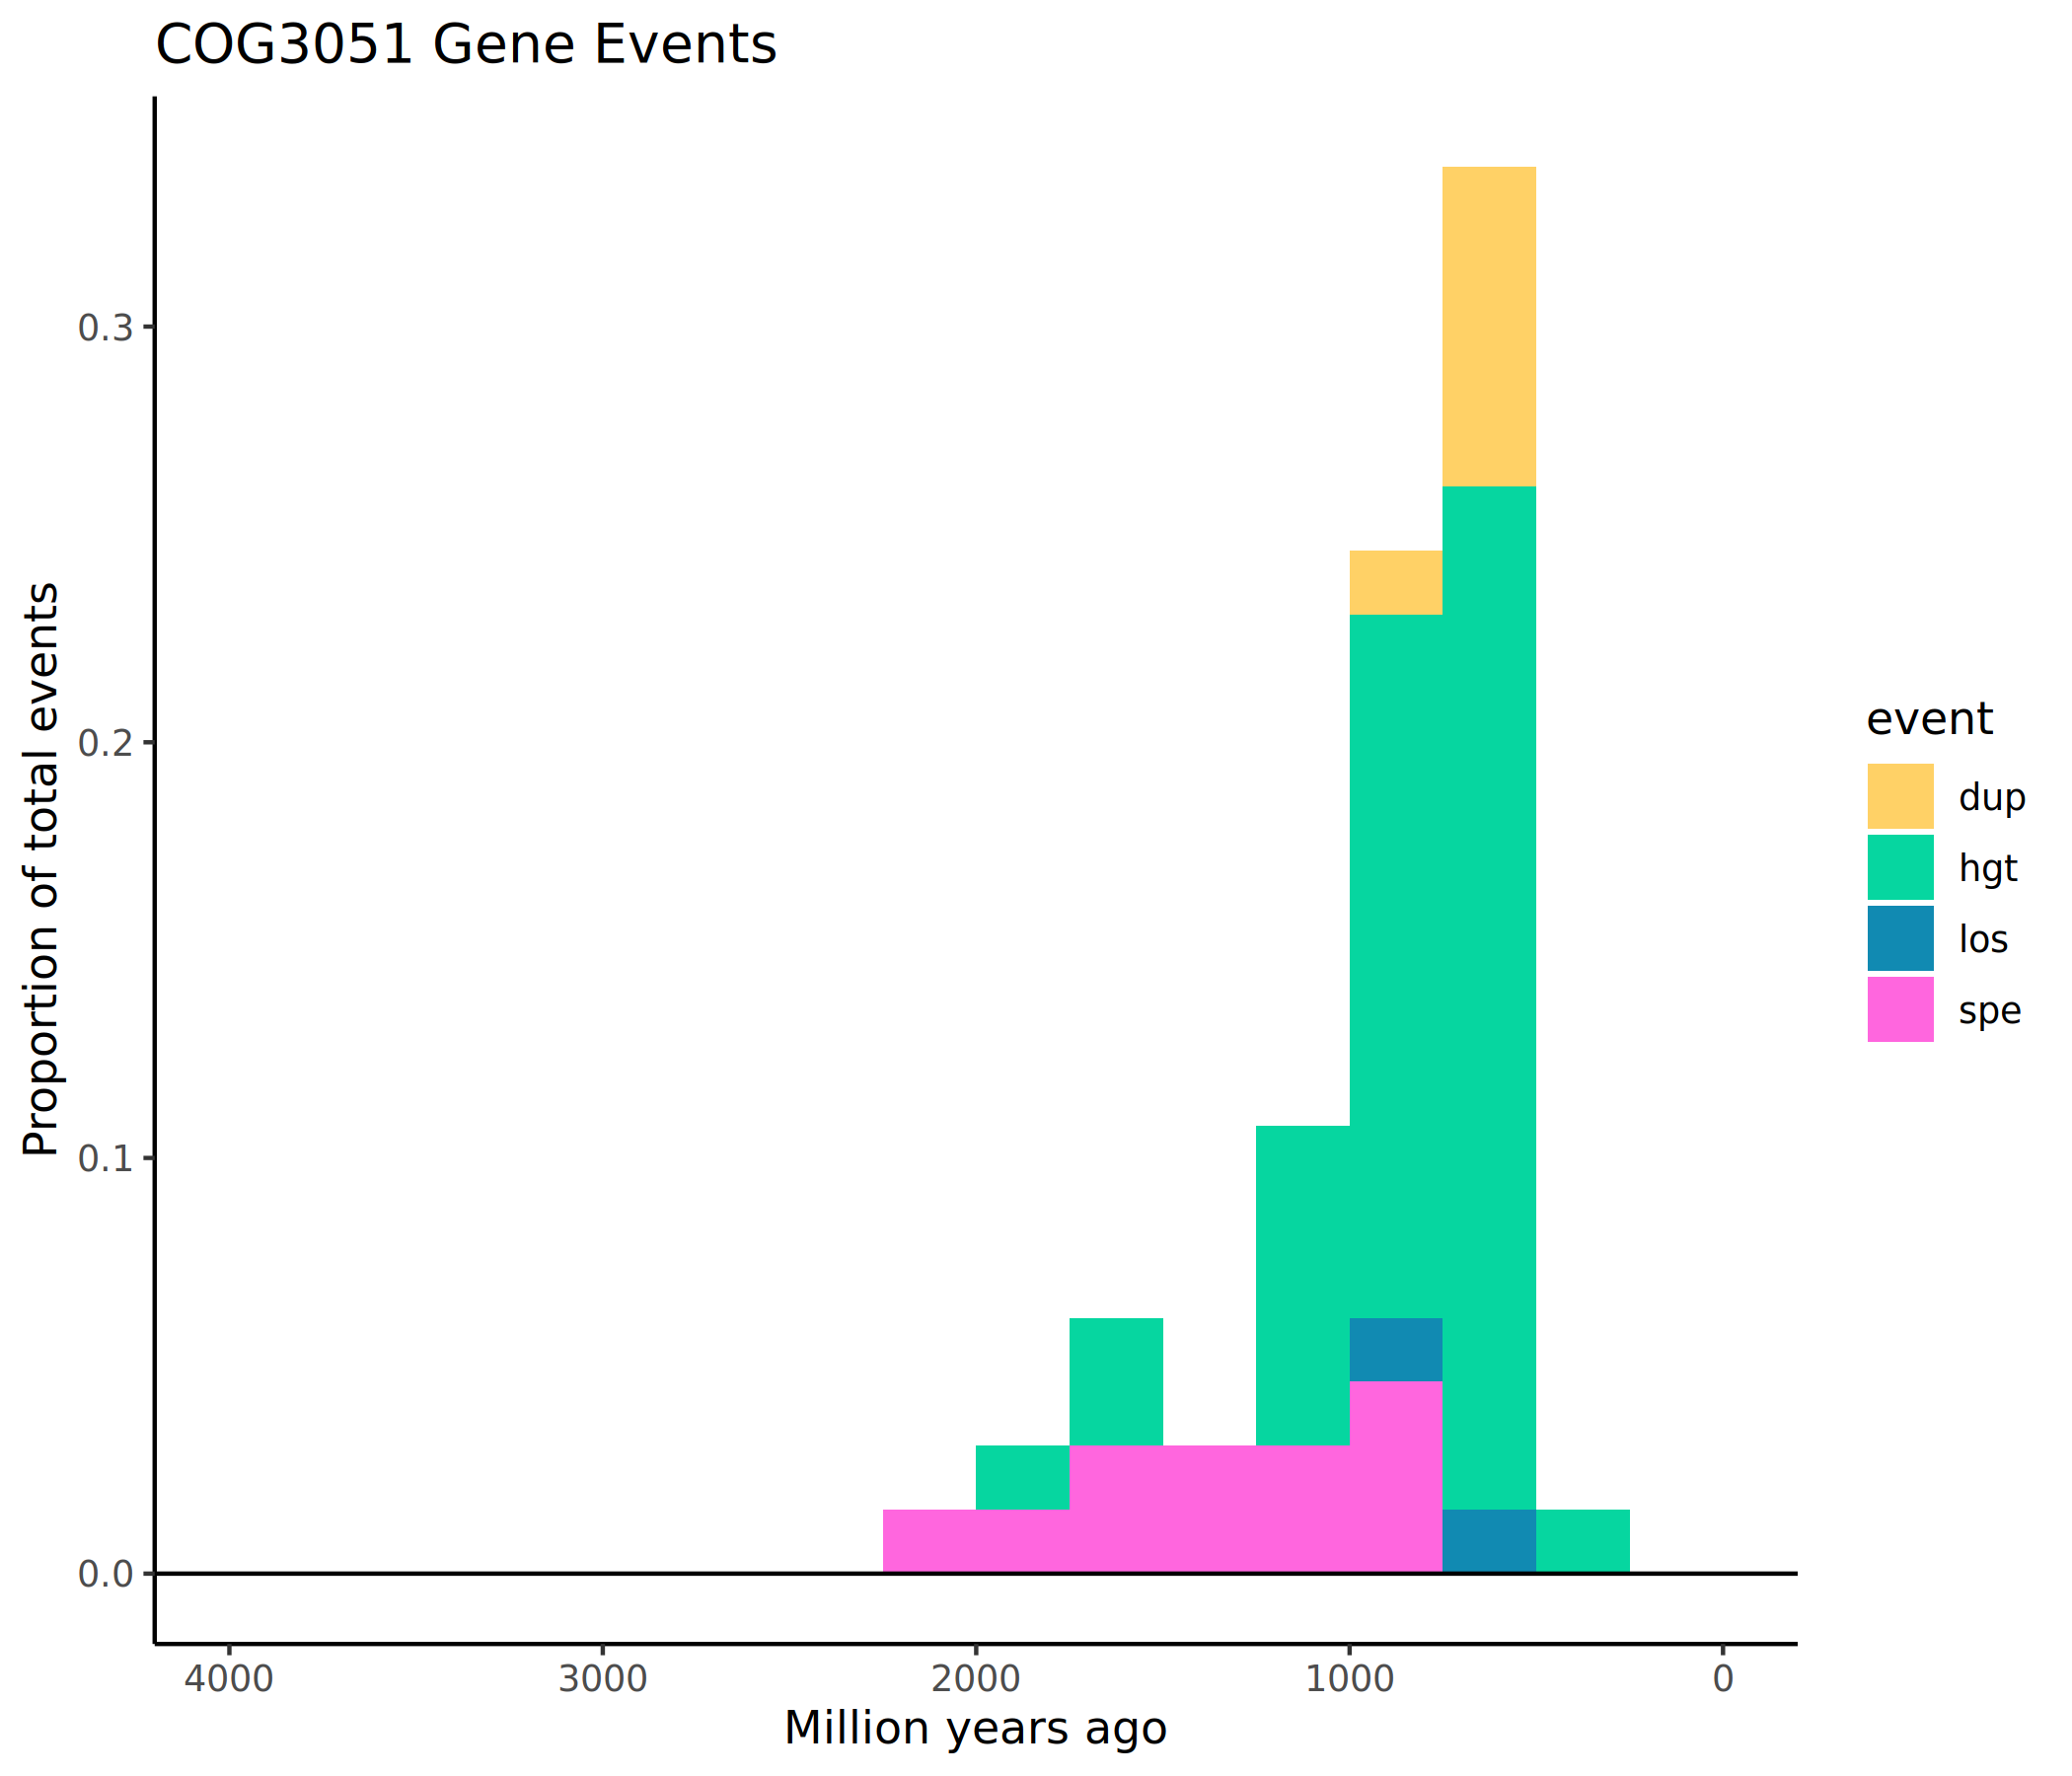 COG3051 Gene Events
Proportion of total events
0.3
0.2
0.1
0.0
4000 3000 2000 1000 0
Million years ago
event
dup
hgt
los
spe